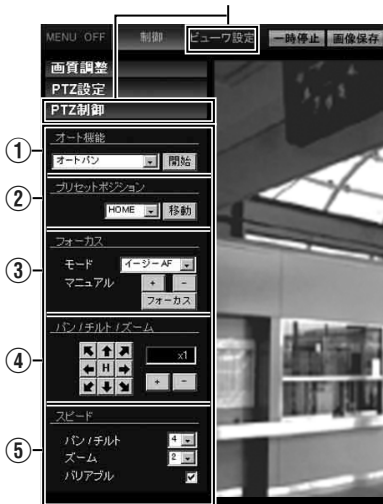 MENU OFF 制御 ビューワ設定 一時停止 画像保存
画質調整
PTZ設定
PTZ制御
① オート機能
オートパン 開始
② プリセットポジション
HOME 移動
③ フォーカス
モード イージーAF
マニュアル + -
フォーカス
④ パン/チルト/ズーム
H x1
+ -
⑤ スピード
パン/チルト 4
ズーム 2
バリアブル